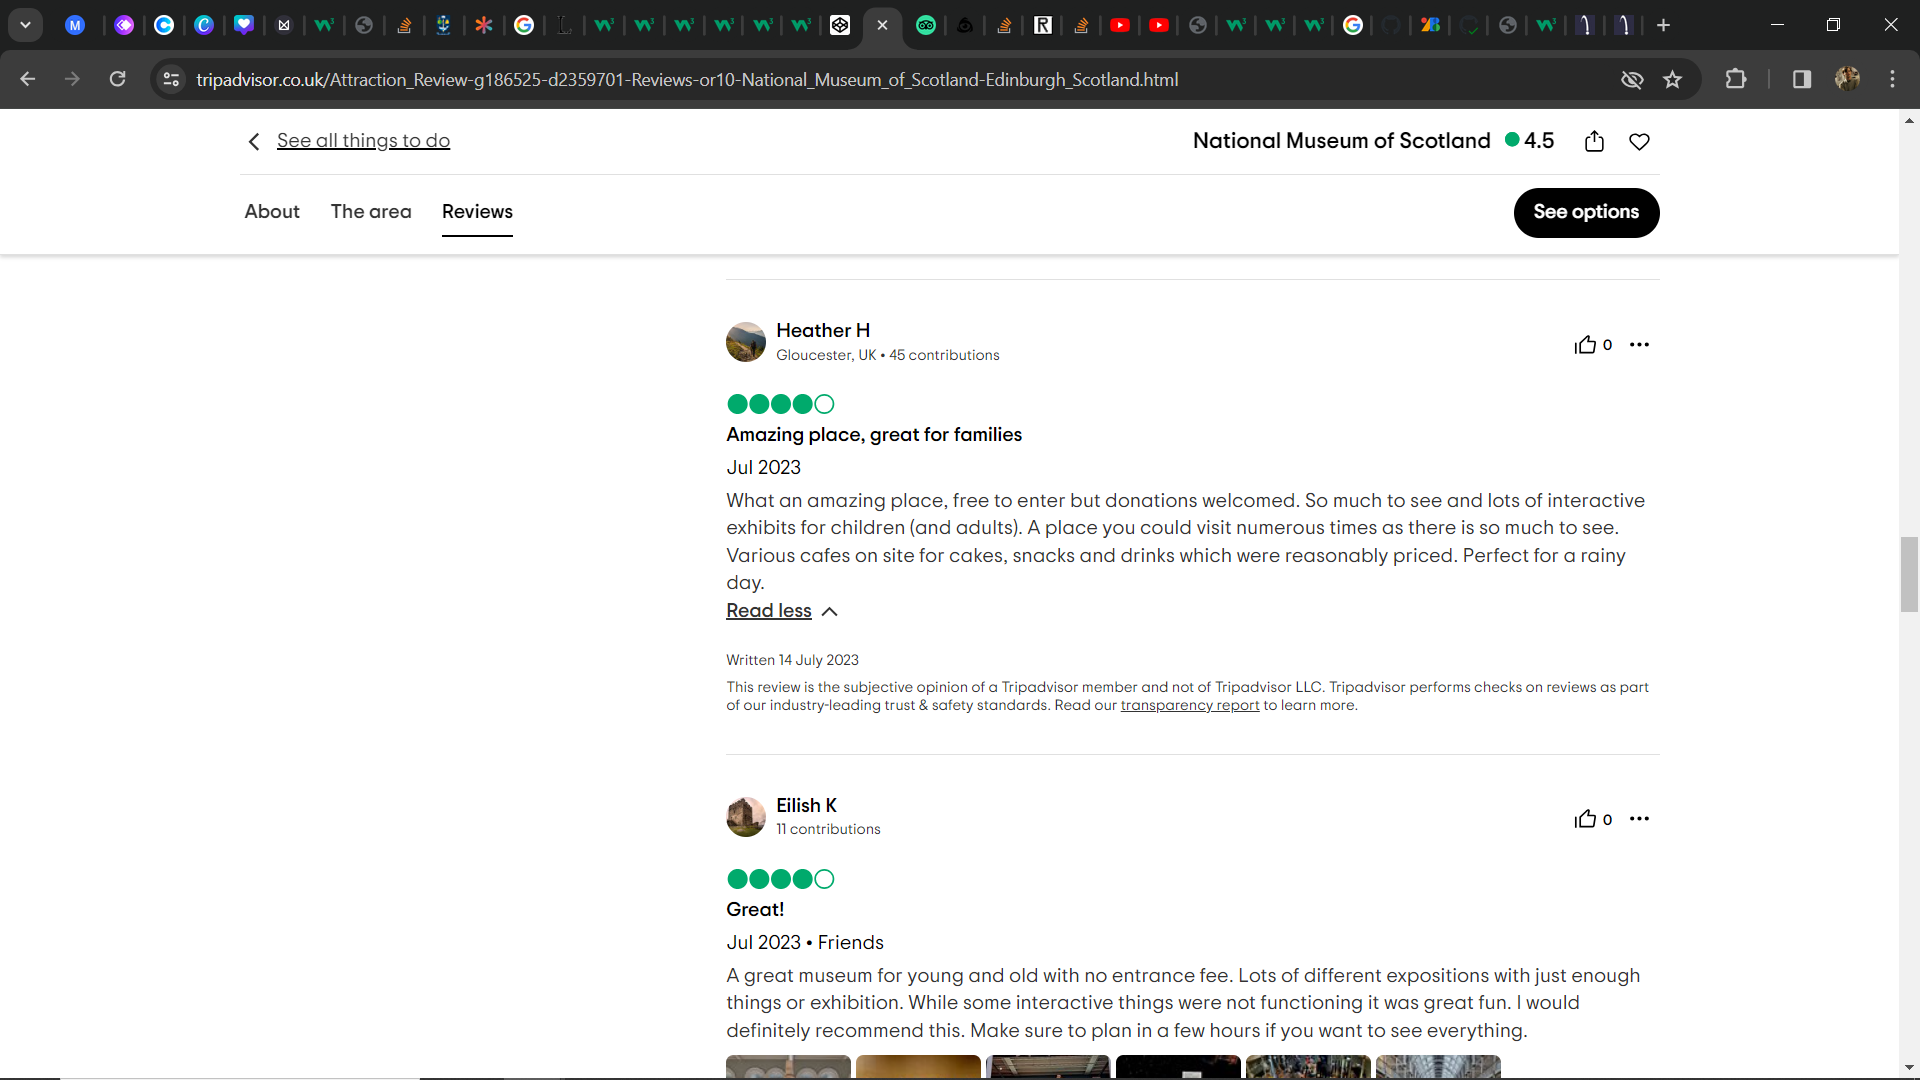 tripadvisor.co.uk/Attraction_Review-g186525-d2359701-Reviews-or10-National_Museum_of_Scotland-Edinburgh_Scotland.html
See all things to do
National Museum of Scotland 4.5
About The area Reviews
See options
Heather H
Gloucester, UK • 45 contributions
0
Amazing place, great for families
Jul 2023
What an amazing place, free to enter but donations welcomed. So much to see and lots of interactive
exhibits for children (and adults). A place you could visit numerous times as there is so much to see.
Various cafes on site for cakes, snacks and drinks which were reasonably priced. Perfect for a rainy
day.
Read less
Written 14 July 2023
This review is the subjective opinion of a Tripadvisor member and not of Tripadvisor LLC. Tripadvisor performs checks on reviews as part
of our industry-leading trust & safety standards. Read our transparency report to learn more.
Eilish K
11 contributions
0
Great!
Jul 2023 • Friends
A great museum for young and old with no entrance fee. Lots of different expositions with just enough
things or exhibition. While some interactive things were not functioning it was great fun. I would
definitely recommend this. Make sure to plan in a few hours if you want to see everything.